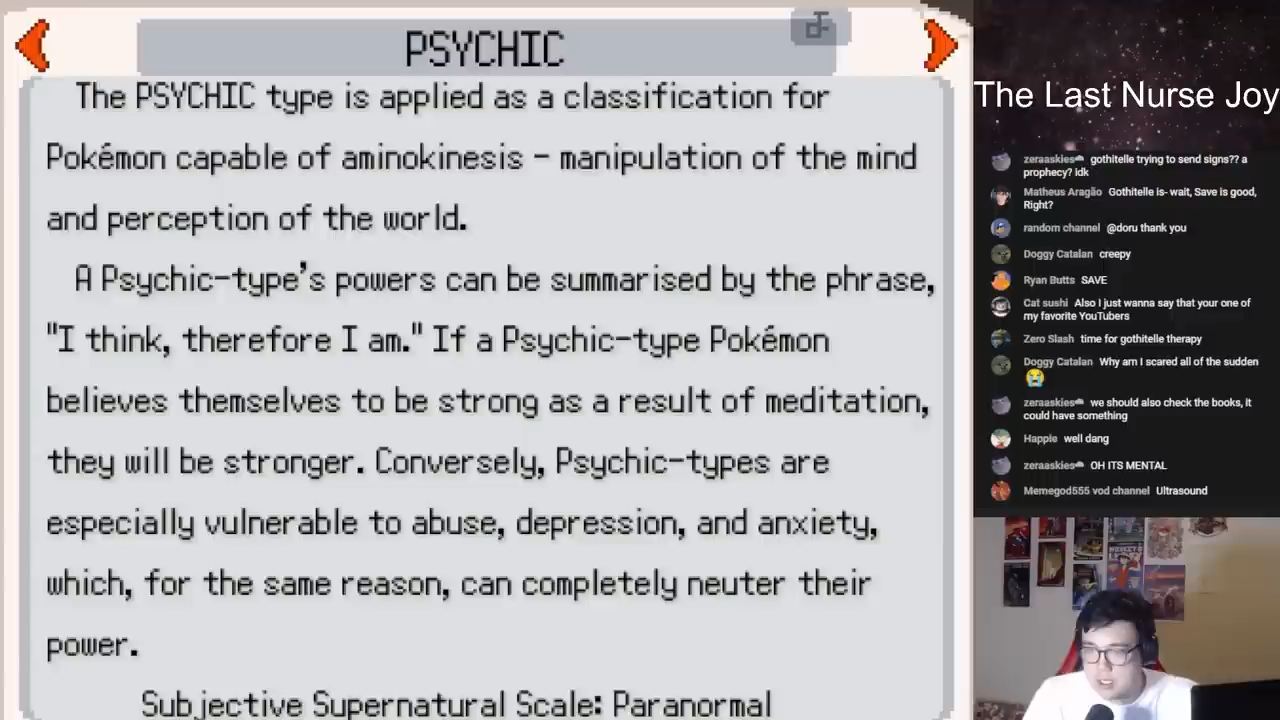 PSYCHIC
The PSYCHIC type is applied as a classification for
Pokémon capable of aminokinesis - manipulation of the mind
and perception of the world.
A Psychic-type's powers can be summarised by the phrase,
"I think, therefore I am." If a Psychic-type Pokémon
believes themselves to be strong as a result of meditation,
they will be stronger. Conversely, Psychic-types are
especially vulnerable to abuse, depression, and anxiety,
which, for the same reason, can completely neuter their
power.
Subjective Supernatural Scale: Paranormal
The Last Nurse Joy
zeraaskies gothitelle trying to send signs?? a
prophecy? idk
Matheus Aragão Gothitelle is- wait, Save is good,
Right?
random channel @doru thank you
Doggy Catalan creepy
Ryan Butts SAVE
Cat sushi Also I just wanna say that your one of
my favorite YouTubers
Zero Slash time for gothitelle therapy
Doggy Catalan Why am I scared all of the sudden
😭
zeraaskies we should also check the books, it
could have something
Happie well dang
zeraaskies OH ITS MENTAL
Memegod555 vod channel Ultrasound